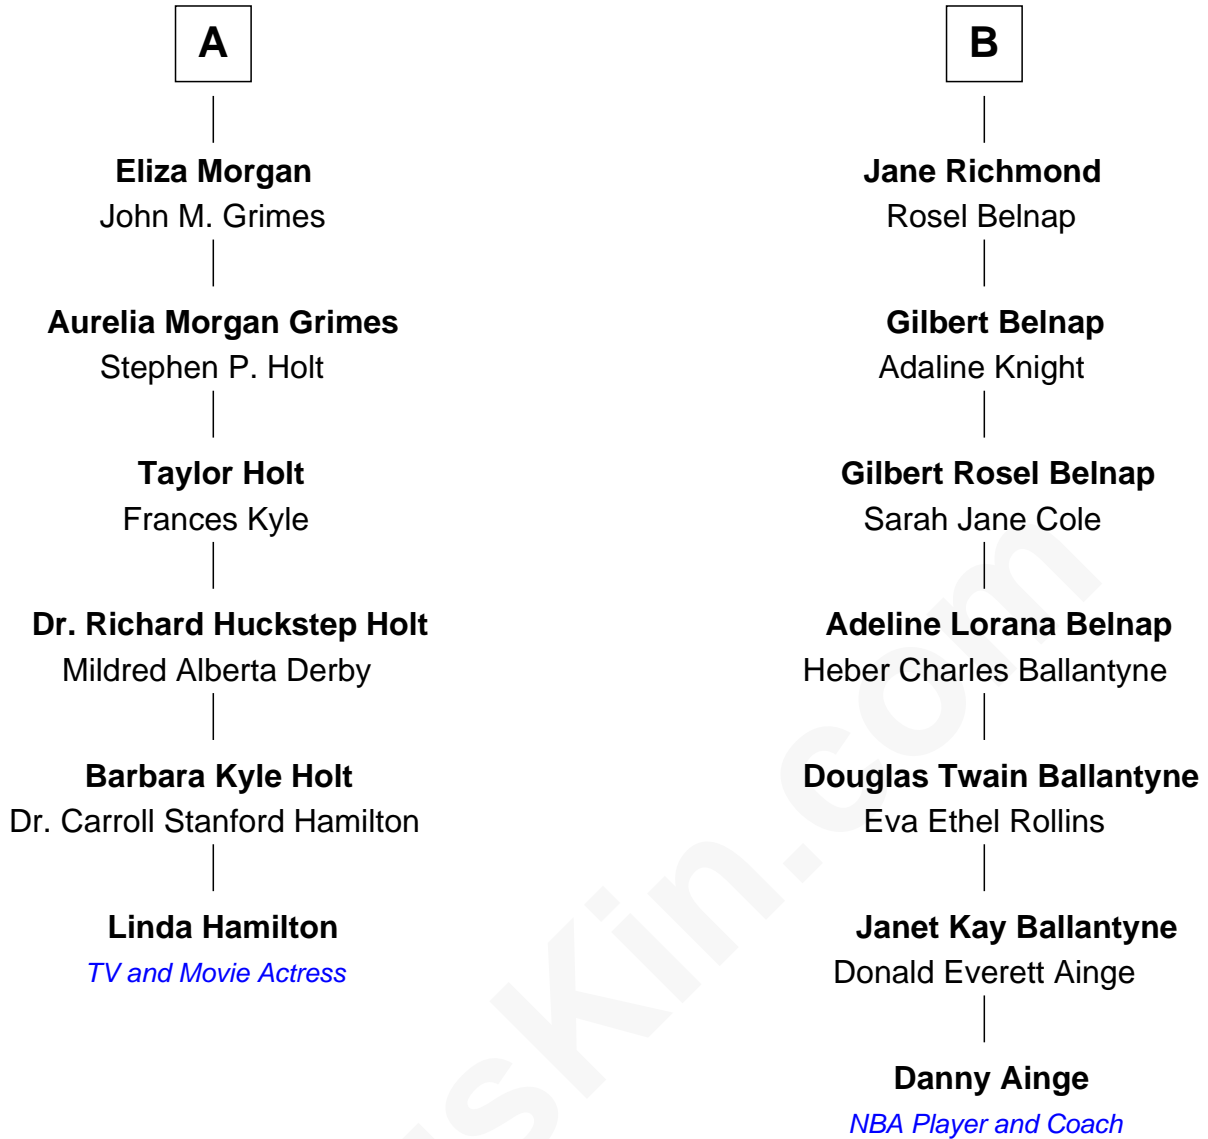 A
Eliza Morgan
John M. Grimes
Aurelia Morgan Grimes
Stephen P. Holt
Taylor Holt
Frances Kyle
Dr. Richard Huckstep Holt
Mildred Alberta Derby
Barbara Kyle Holt
Dr. Carroll Stanford Hamilton
Linda Hamilton
TV and Movie Actress
B
Jane Richmond
Rosel Belnap
Gilbert Belnap
Adaline Knight
Gilbert Rosel Belnap
Sarah Jane Cole
Adeline Lorana Belnap
Heber Charles Ballantyne
Douglas Twain Ballantyne
Eva Ethel Rollins
Janet Kay Ballantyne
Donald Everett Ainge
Danny Ainge
NBA Player and Coach
sKin.com